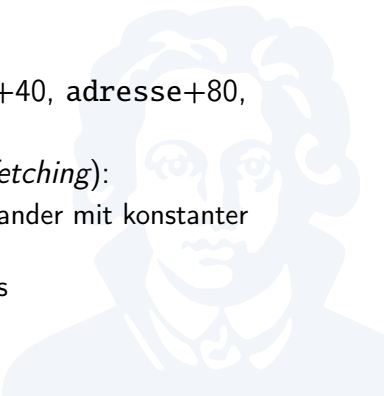 +40, adresse+80,
etching):
ander mit konstanter
s